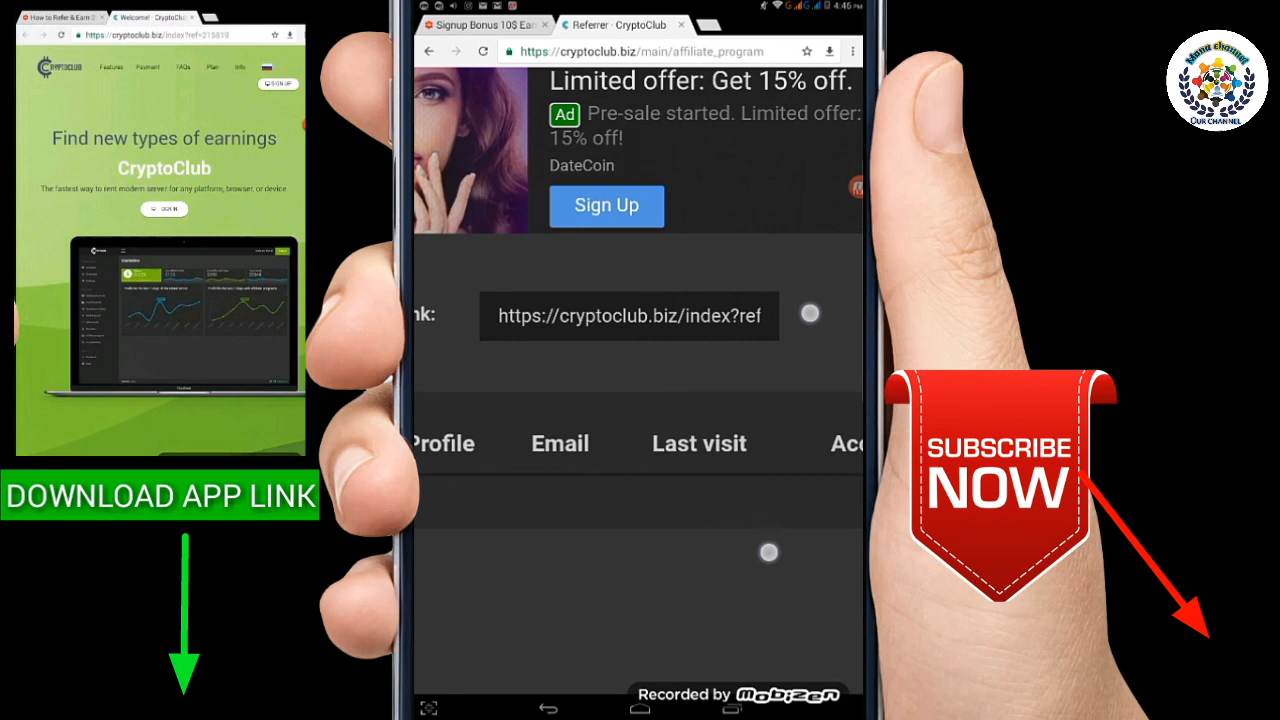 How to Refer & Earn
Welcome! · CryptoClub
https://cryptoclub.biz/index?ref=215819
CRYPTOCLUB
Features
Payment
FAQs
Plan
Info
SIGN UP
Find new types of earnings
CryptoClub
The fastest way to rent modern server for any platform, browser, or device.
SIGN IN
DOWNLOAD APP LINK
4:46 PM
Signup Bonus 10$ Ear
Referrer · CryptoClub
https://cryptoclub.biz/main/affiliate_program
Limited offer: Get 15% off.
Ad Pre-sale started. Limited offer:
15% off!
DateCoin
Sign Up
nk:
https://cryptoclub.biz/index?ref
Profile
Email
Last visit
Acc
Recorded by Mobizen
Mana channel
OUR CHANNEL
SUBSCRIBE
NOW